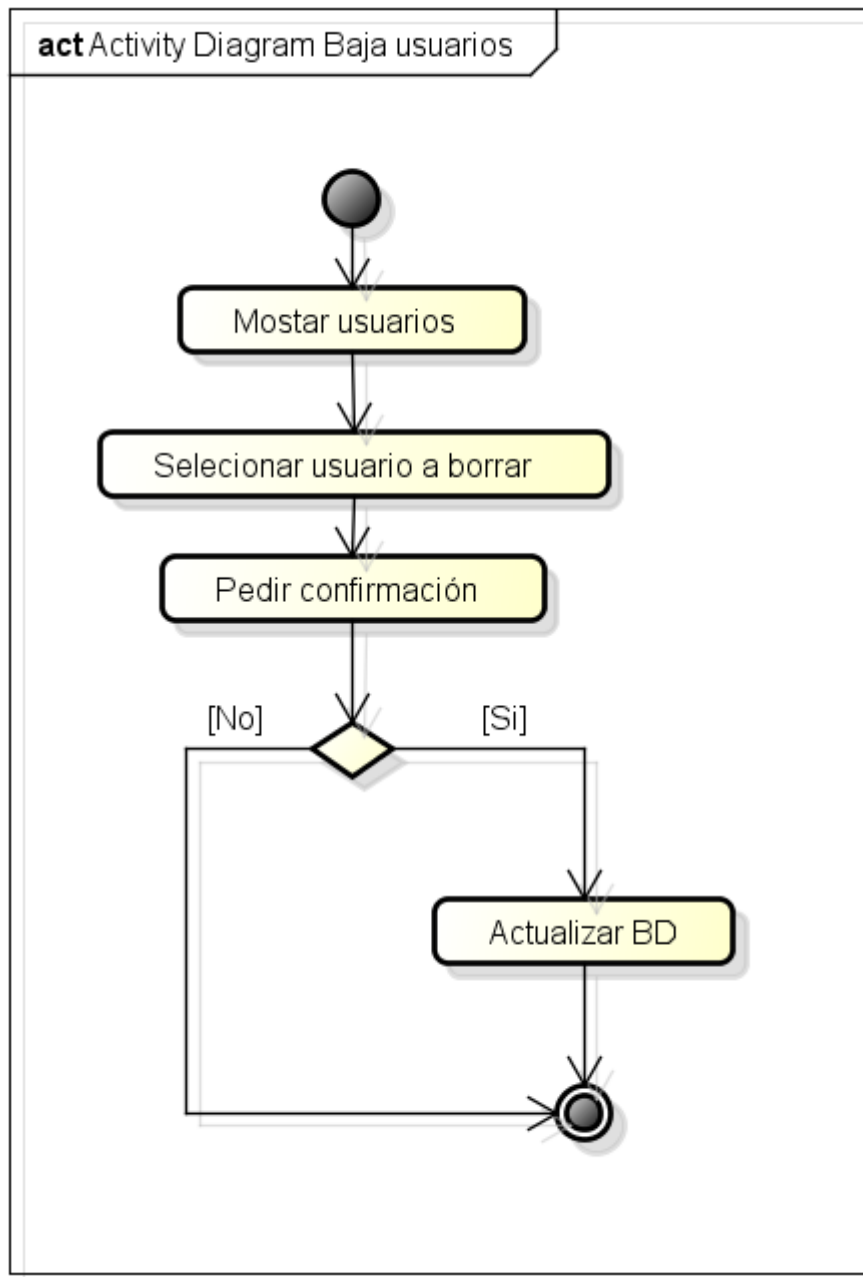 act Activity Diagram Baja usuarios
Mostar usuarios
Selecionar usuario a borrar
Pedir confirmación
[No]
[Si]
Actualizar BD